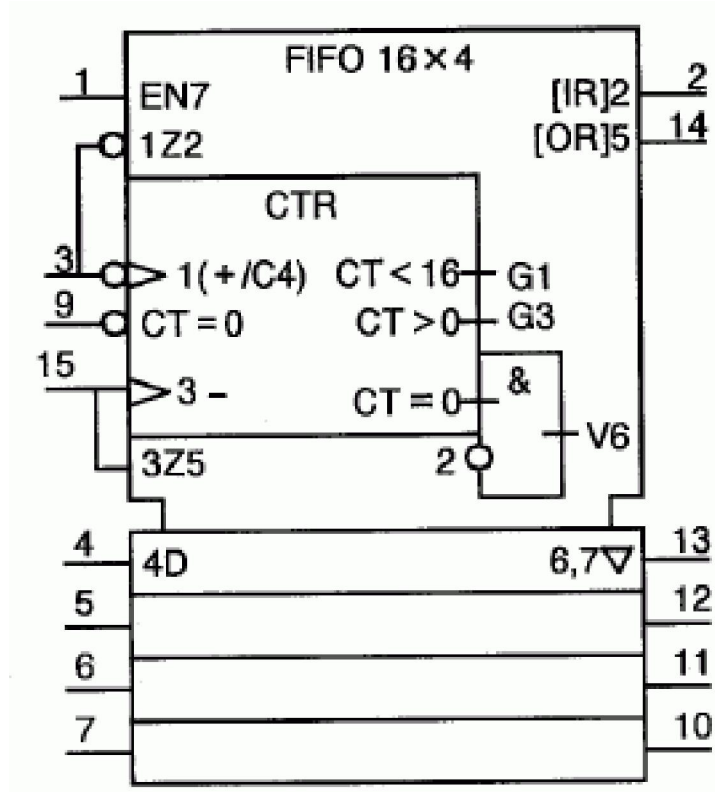 FIFO 16×4
1 EN7 [IR]2 2
1Z2 [OR]5 14
CTR
3 1(+/C4) CT<16 G1
9 CT=0 CT>0 G3
15 3– CT=0 & V6
3Z5 2
4 4D 6,7▽ 13
5 12
6 11
7 10